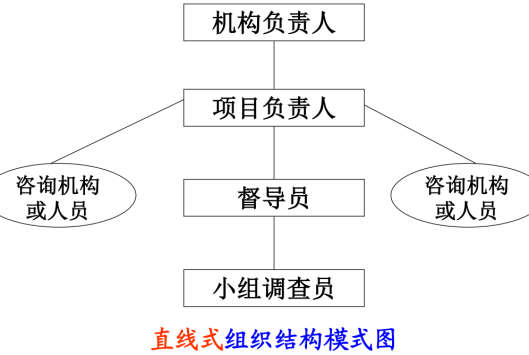 机构负责人
项目负责人
咨询机构
或人员
督导员
咨询机构
或人员
小组调查员
直线式组织结构模式图